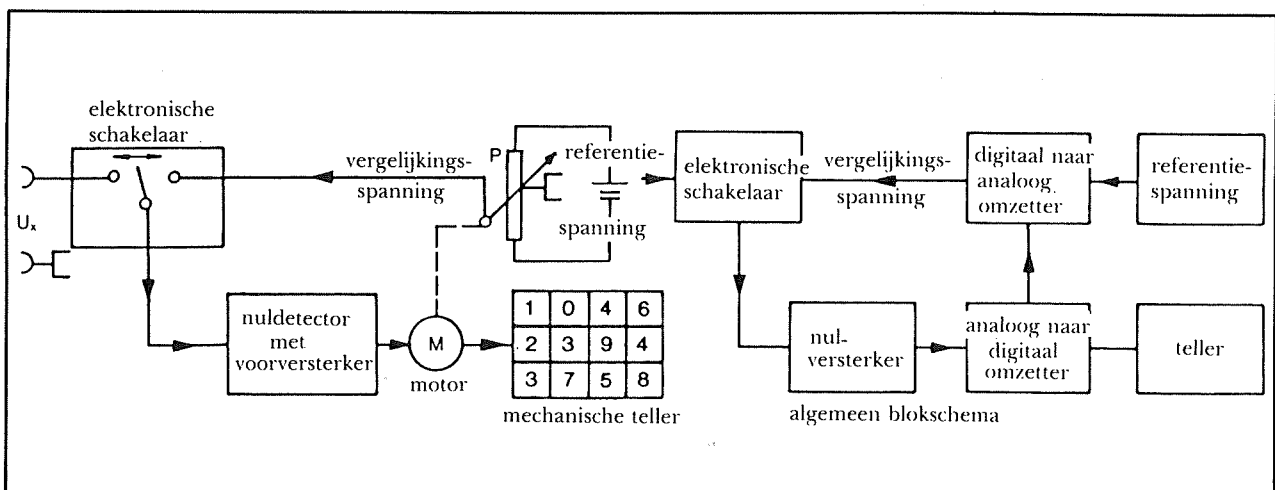 elektronische
schakelaar
Uₓ
vergelijkings-
spanning
P
referentie-
spanning
nuldetector
met
voorversterker
M
motor
1 0 4 6
2 3 9 4
3 7 5 8
mechanische teller
elektronische
schakelaar
vergelijkings-
spanning
digitaal naar
analoog
omzetter
referentie-
spanning
nul-
versterker
analoog naar
digitaal
omzetter
teller
algemeen blokschema